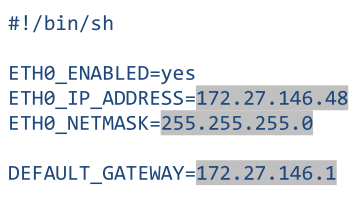 #!/bin/sh
ETH0_ENABLED=yes
ETH0_IP_ADDRESS=172.27.146.48
ETH0_NETMASK=255.255.255.0
DEFAULT_GATEWAY=172.27.146.1